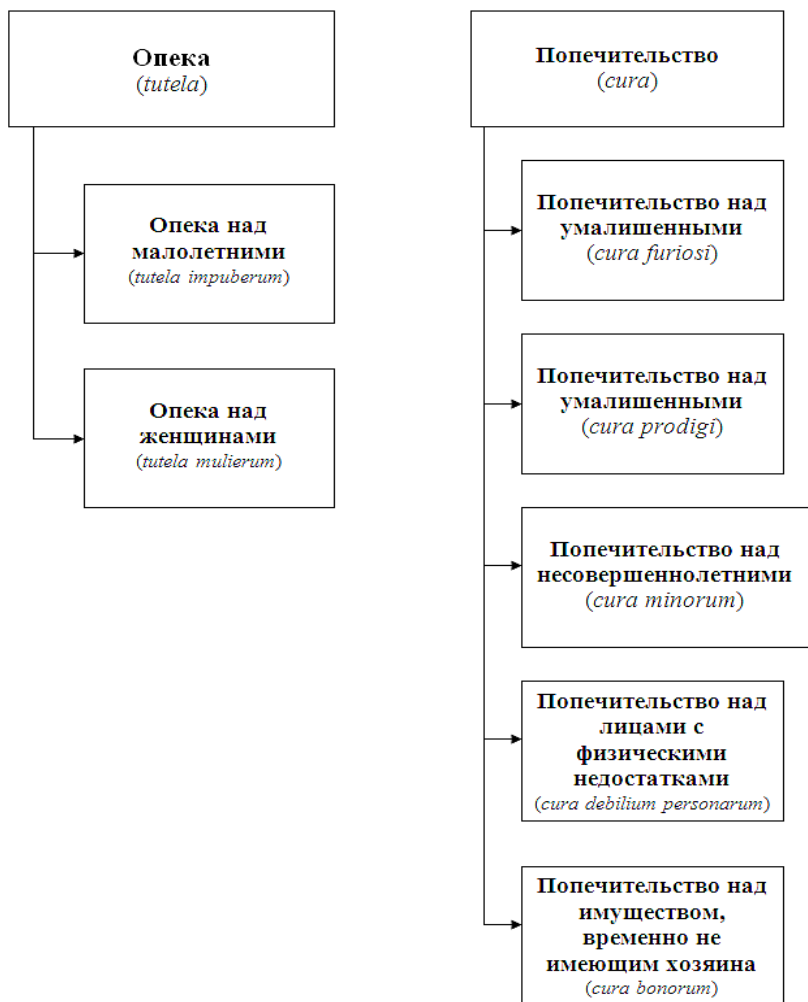 Опека
(tutela)
Опека над
малолетними
(tutela impuberum)
Опека над
женщинами
(tutela mulierum)
Попечительство
(cura)
Попечительство над
умалишенными
(cura furiosi)
Попечительство над
умалишенными
(cura prodigi)
Попечительство над
несовершеннолетними
(cura minorum)
Попечительство над
лицами с
физическими
недостатками
(cura debilium personarum)
Попечительство над
имуществом,
временно не
имеющим хозяина
(cura bonorum)